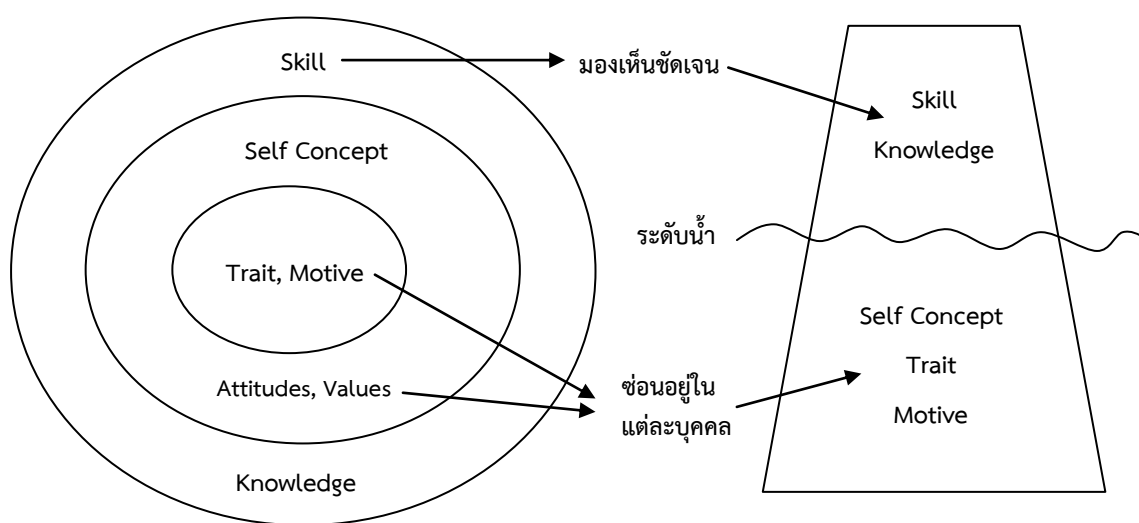 Skill
Self Concept
Trait, Motive
Attitudes, Values
Knowledge
มองเห็นชัดเจน
ระดับน้ำ
ซ่อนอยู่ใน
แต่ละบุคคล
Skill
Knowledge
Self Concept
Trait
Motive